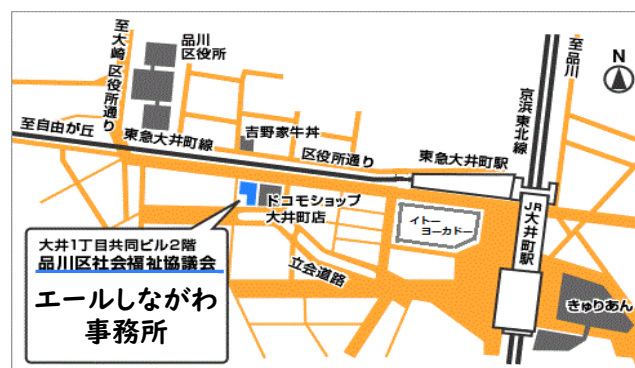 至大崎
区役所通り
品川
区役所
至品川
N
京浜東北線
至自由が丘
東急大井町線
吉野家牛丼
区役所通り
東急大井町駅
ドコモショップ
大井町店
イトー
ヨーカドー
JR大井町駅
立会道路
きゅりあん
大井1丁目共同ビル2階
品川区社会福祉協議会
エールしながわ
事務所